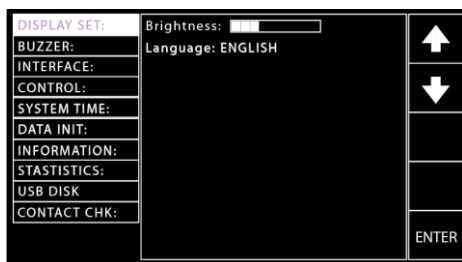 DISPLAY SET:
BUZZER:
INTERFACE:
CONTROL:
SYSTEM TIME:
DATA INIT:
INFORMATION:
STASTISTICS:
USB DISK
CONTACT CHK:
Brightness:
Language: ENGLISH
ENTER